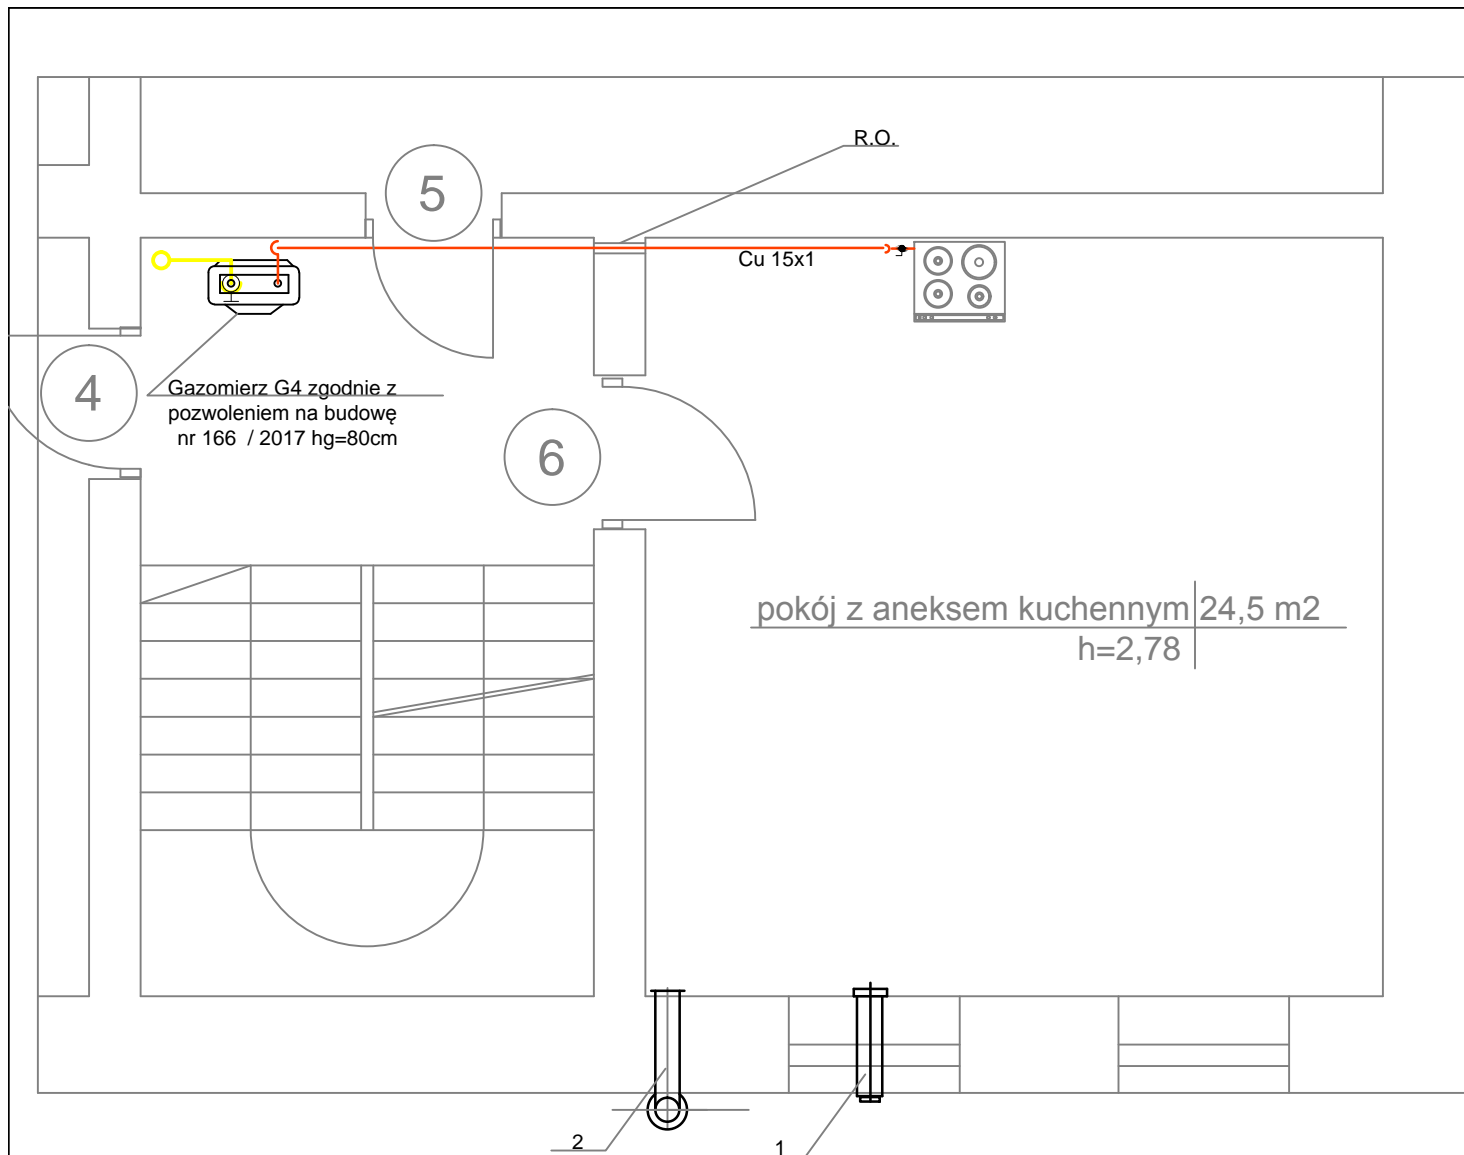 5
R.O.
Cu 15x1
4
Gazomierz G4 zgodnie z
pozwoleniem na budowę
nr 166 / 2017 hg=80cm
6
pokój z aneksem kuchennym 24,5 m2
h=2,78
2
1